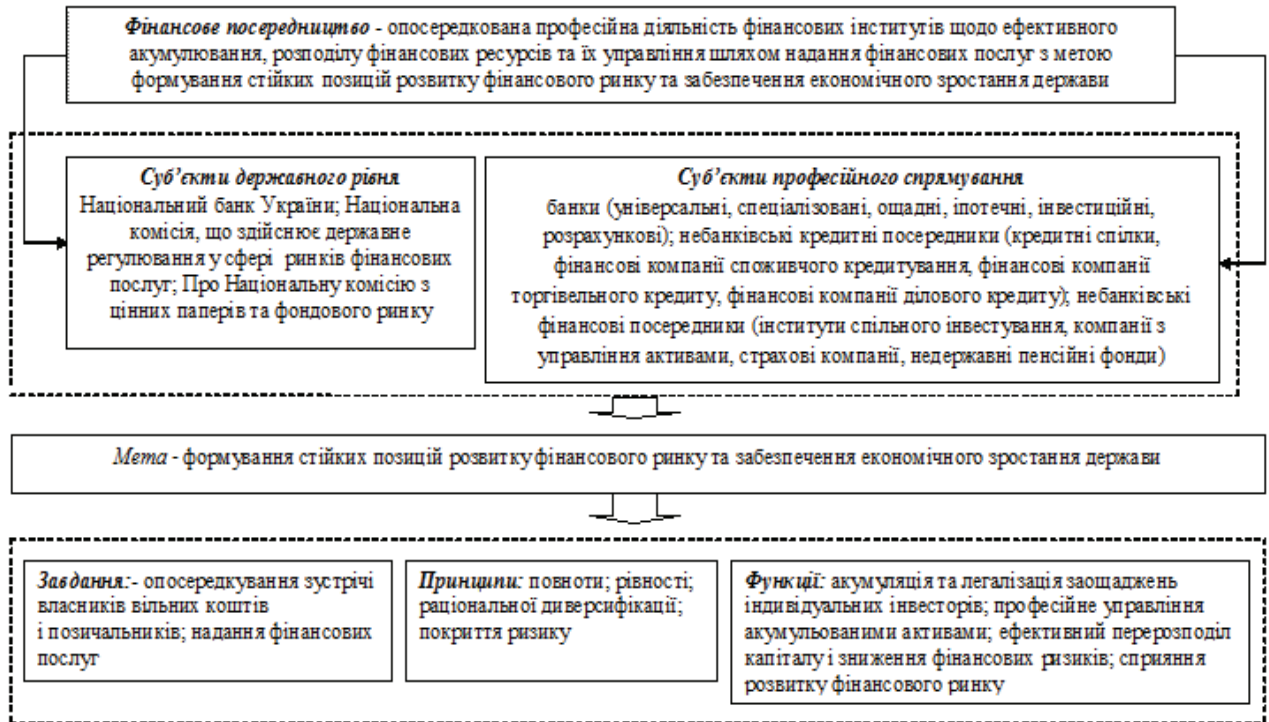 Фінансове посередництво - опосередкована професійна діяльність фінансових інститутів щодо ефективного
акумулювання, розподілу фінансових ресурсів та їх управління шляхом надання фінансових послуг з метою
формування стійких позицій розвитку фінансового ринку та забезпечення економічного зростання держави
Суб’єкти державного рівня
Національний банк України; Національна
комісія, що здійснює державне
регулювання у сфері ринків фінансових
послуг; Про Національну комісію з
цінних паперів та фондового ринку
Суб’єкти професійного спрямування
банки (універсальні, спеціалізовані, ощадні, іпотечні, інвестиційні,
розрахункові); небанківські кредитні посередники (кредитні спілки,
фінансові компанії споживчого кредитування, фінансові компанії
торгівельного кредиту, фінансові компанії ділового кредиту); небанківські
фінансові посередники (інститути спільного інвестування, компанії з
управління активами, страхові компанії, недержавні пенсійні фонди)
Мета - формування стійких позицій розвитку фінансового ринку та забезпечення економічного зростання держави
Завдання:- опосередкування зустрічі
власників вільних коштів
і позичальників; надання фінансових
послуг
Принципи: повноти; рівності;
раціональної диверсифікації;
покриття ризику
Функції: акумуляція та легалізація заощаджень
індивідуальних інвесторів; професійне управління
акумульованими активами; ефективний перерозподіл
капіталу і зниження фінансових ризиків; сприяння
розвитку фінансового ринку